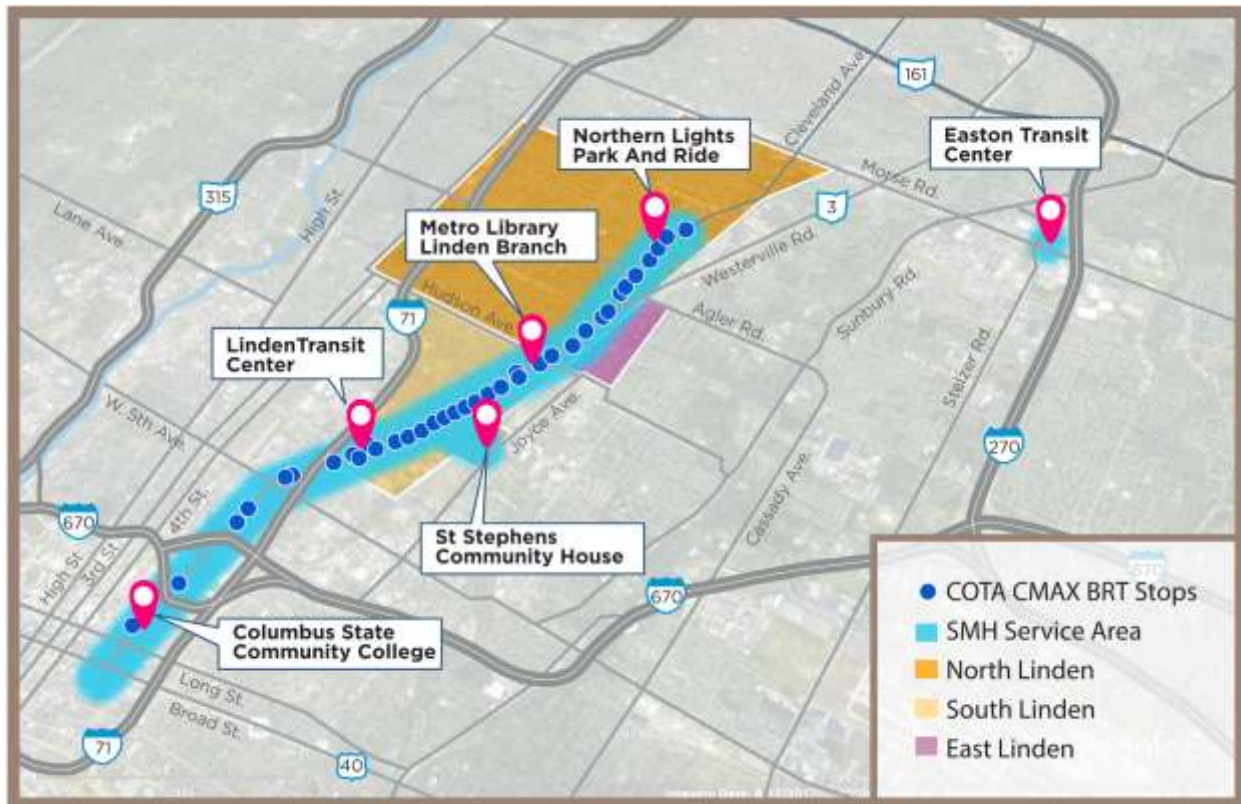 161
Cleveland Ave.
Northern Lights
Park And Ride
Easton Transit
Center
Morse Rd.
315
High St
3
Lane Ave.
Metro Library
Linden Branch
Westerville Rd.
Hudson Ave.
71
Agler Rd.
Sunbury Rd.
LindenTransit
Center
Stelzer Rd.
W. 5th Ave.
Joyce Ave.
270
4th St.
Cassady Ave.
670
St Stephens
Community House
High St
3rd St
670
670
COTA CMAX BRT Stops
SMH Service Area
North Linden
South Linden
East Linden
Columbus State
Community College
Long St.
Broad St.
71
40